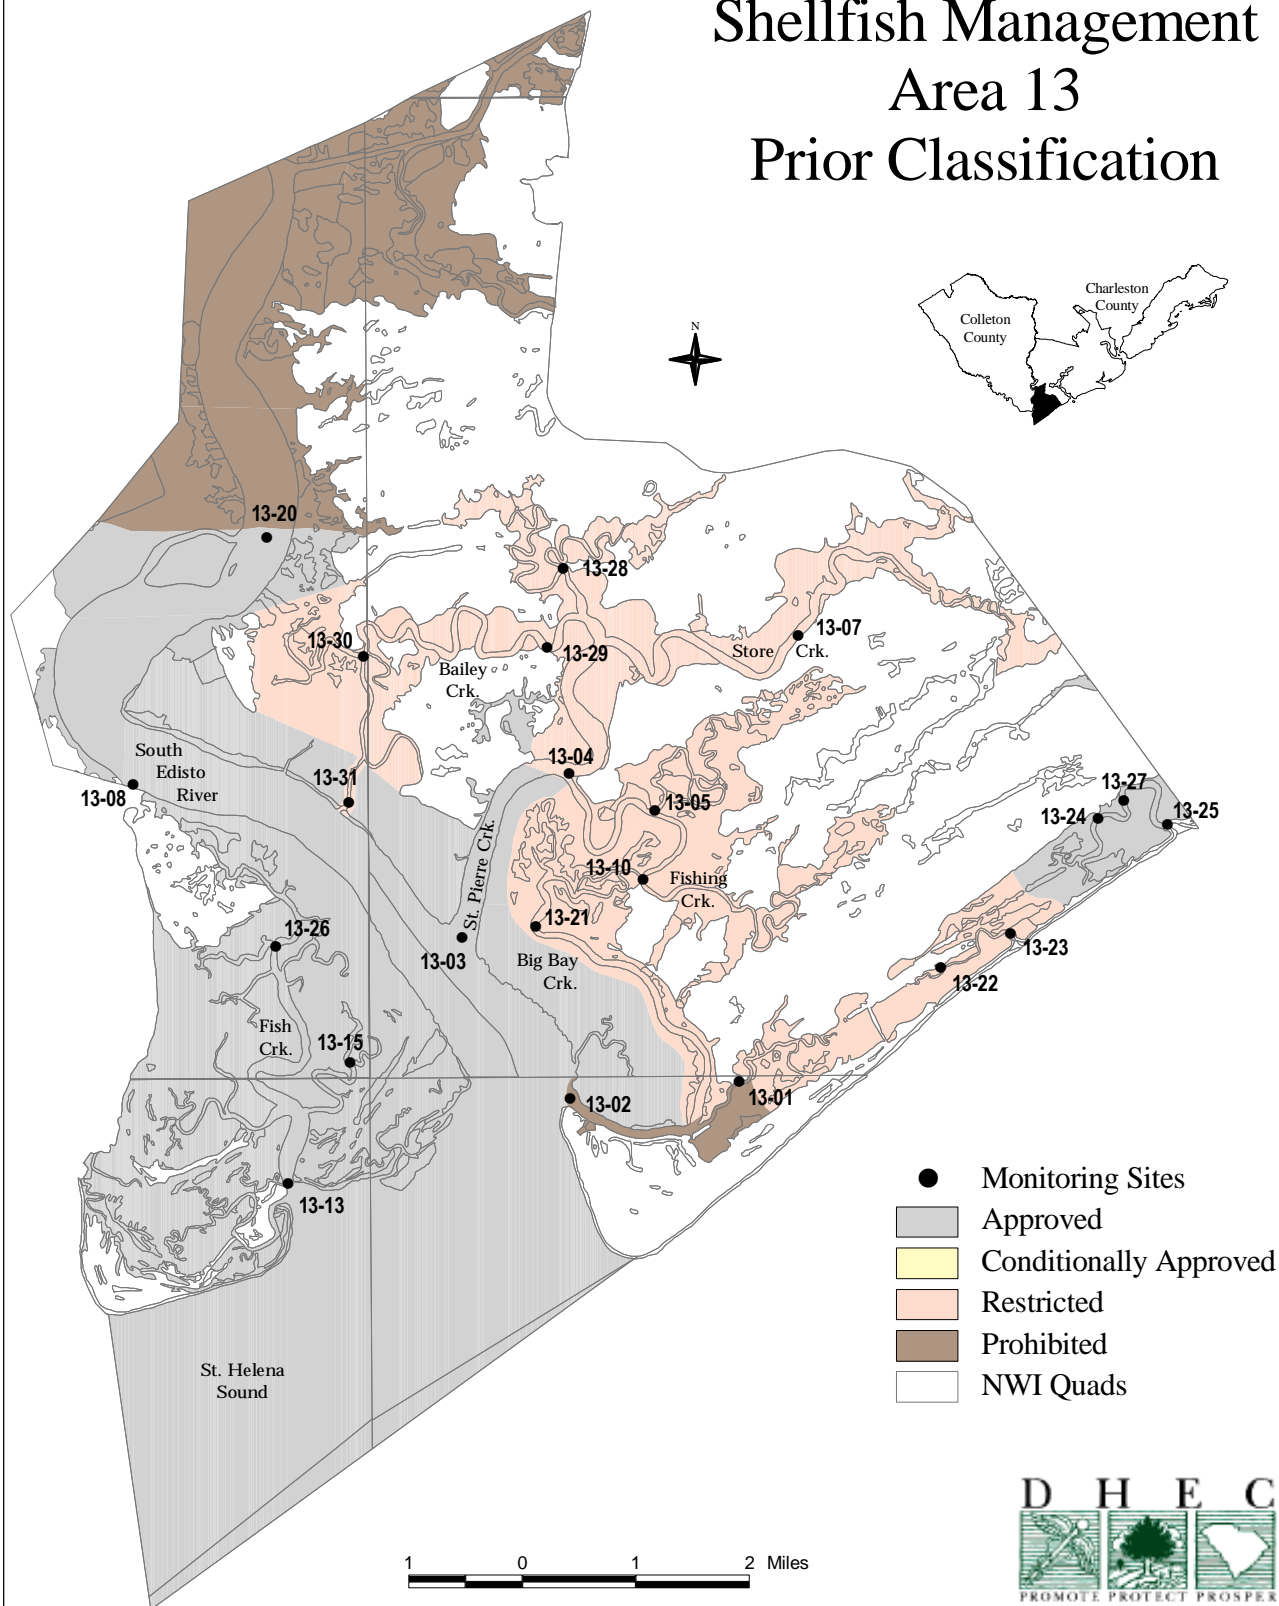 Shellfish Management
Area 13
Prior Classification
Charleston
County
Colleton
County
N
13-20
13-28
13-07
13-30
13-29
Store Crk.
Bailey
Crk.
South
Edisto
River
13-04
13-31
13-08
13-05
13-27
13-24
13-25
St. Pierre Crk.
13-10
Fishing
Crk.
13-21
13-26
13-03
Big Bay
Crk.
13-23
13-22
Fish
Crk.
13-15
13-02
13-01
13-13
Monitoring Sites
Approved
Conditionally Approved
Restricted
Prohibited
NWI Quads
St. Helena
Sound
1 0 1 2 Miles
D H E C
PROMOTE PROTECT PROSPER